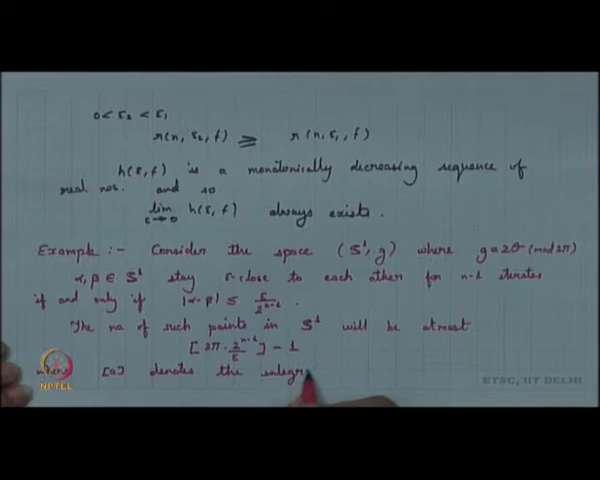 0 < ε₂ < ε₁
r(n, ε₂, f) ≥ r(n, ε₁, f)
h(ε, f) is a monotonically decreasing sequence of
real nos. and so
lim ε→0 h(ε, f) always exists.
Example :- Consider the space (S¹, g) where g = 2θ (mod 2π)
α, β ∈ S¹ stay ε-close to each other for n-1 iterates
if and only if |α-β| ≤ ε/2ⁿ⁻¹.
The no of such points in S¹ will be atmost
[2π · 2ⁿ⁻¹/ε] - 1
where [a] denotes the integr
NPTEL
ETSC, IIT DELHI